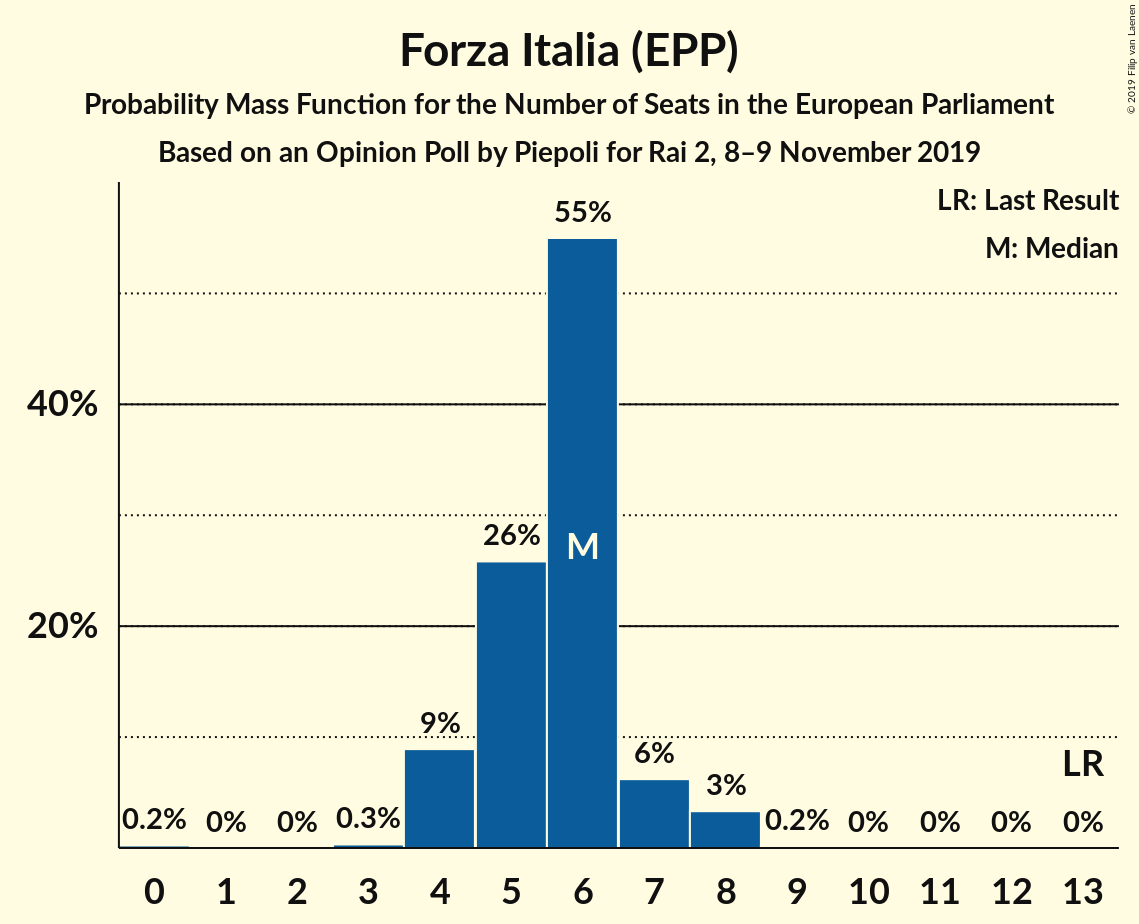 Forza Italia (EPP)
Probability Mass Function for the Number of Seats in the European Parliament
Based on an Opinion Poll by Piepoli for Rai 2, 8–9 November 2019
© 2019 Filip van Laenen
LR: Last Result
M: Median
55%
40%
26%
M
20%
9%
6%
LR
3%
0.2% 0% 0% 0.3% 0.2% 0% 0% 0% 0%
0 1 2 3 4 5 6 7 8 9 10 11 12 13